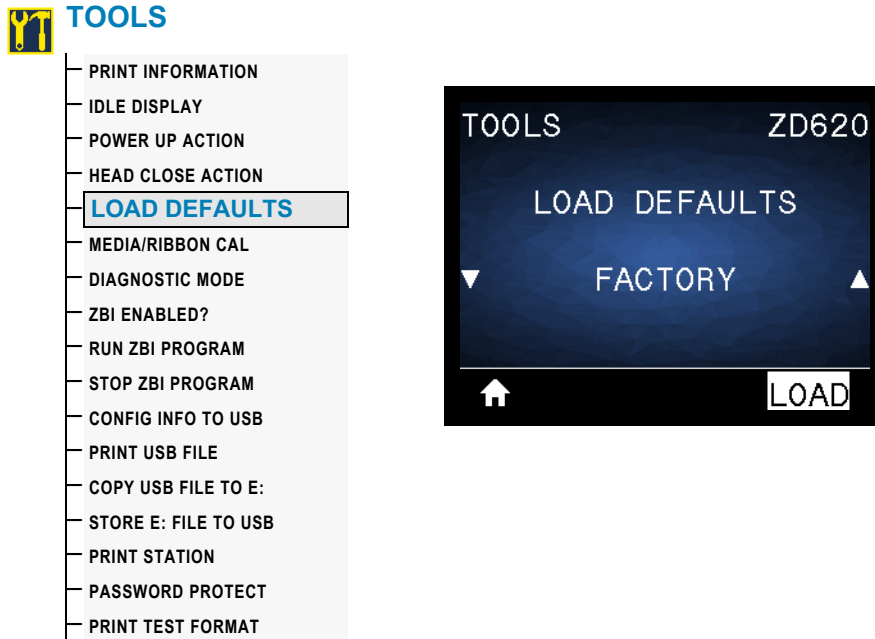 TOOLS
PRINT INFORMATION
IDLE DISPLAY
POWER UP ACTION
HEAD CLOSE ACTION
LOAD DEFAULTS
MEDIA/RIBBON CAL
DIAGNOSTIC MODE
ZBI ENABLED?
RUN ZBI PROGRAM
STOP ZBI PROGRAM
CONFIG INFO TO USB
PRINT USB FILE
COPY USB FILE TO E:
STORE E: FILE TO USB
PRINT STATION
PASSWORD PROTECT
PRINT TEST FORMAT
TOOLS ZD620
LOAD DEFAULTS
FACTORY
LOAD